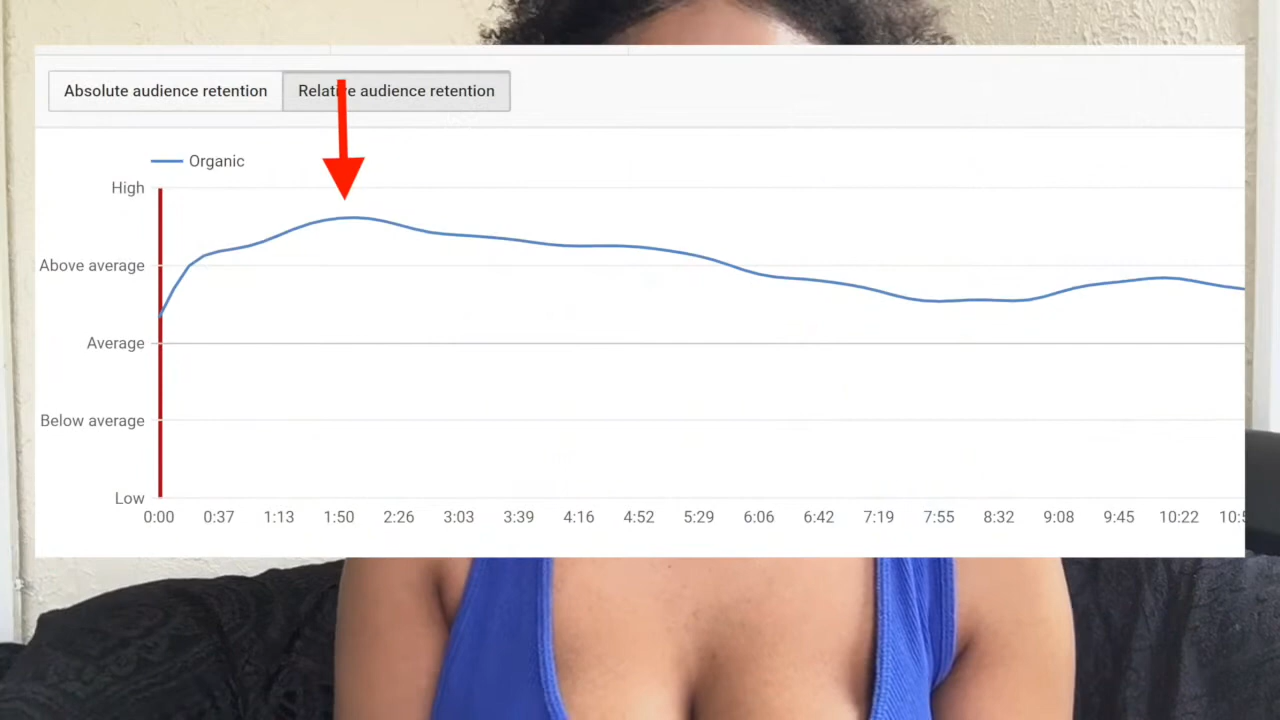 Absolute audience retention
Relative audience retention
Organic
High
Above average
Average
Below average
Low
0:00 0:37 1:13 1:50 2:26 3:03 3:39 4:16 4:52 5:29 6:06 6:42 7:19 7:55 8:32 9:08 9:45 10:22